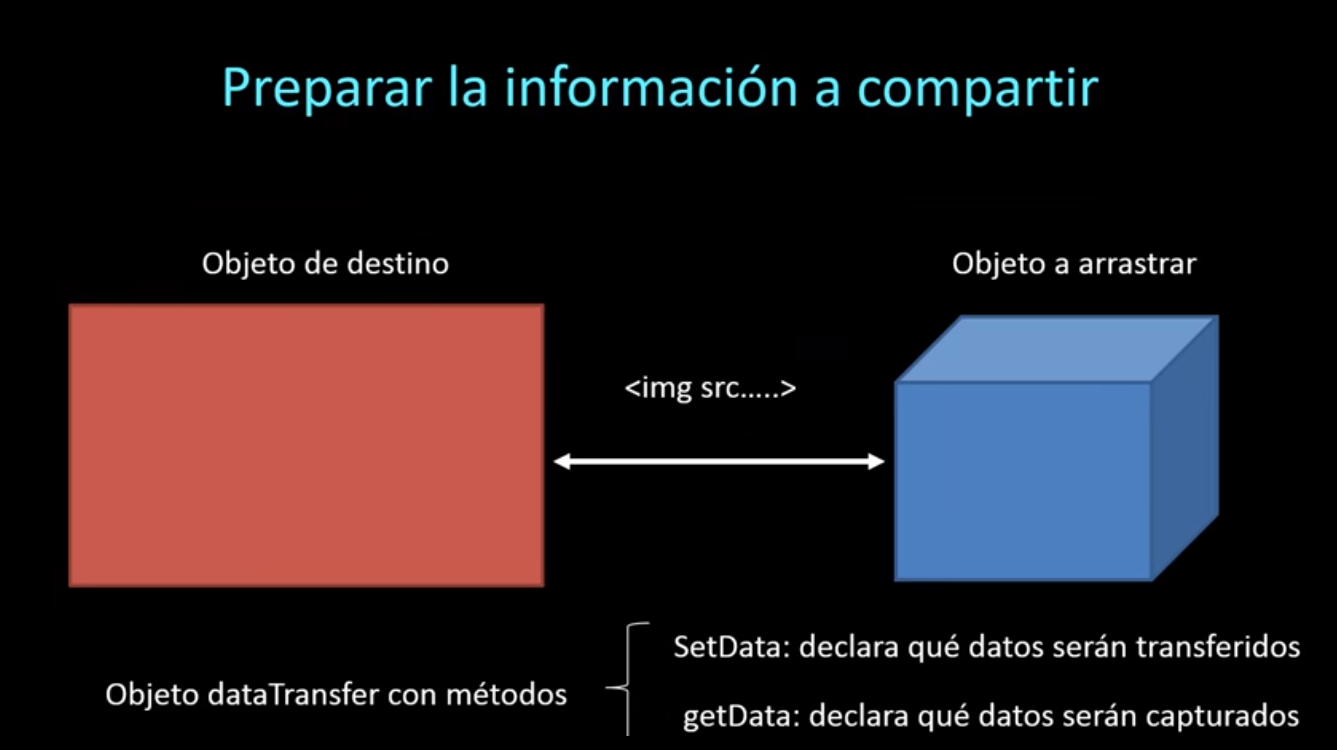 Preparar la información a compartir
Objeto de destino
Objeto a arrastrar
<img src.....>
Objeto dataTransfer con métodos
SetData: declara qué datos serán transferidos
getData: declara qué datos serán capturados